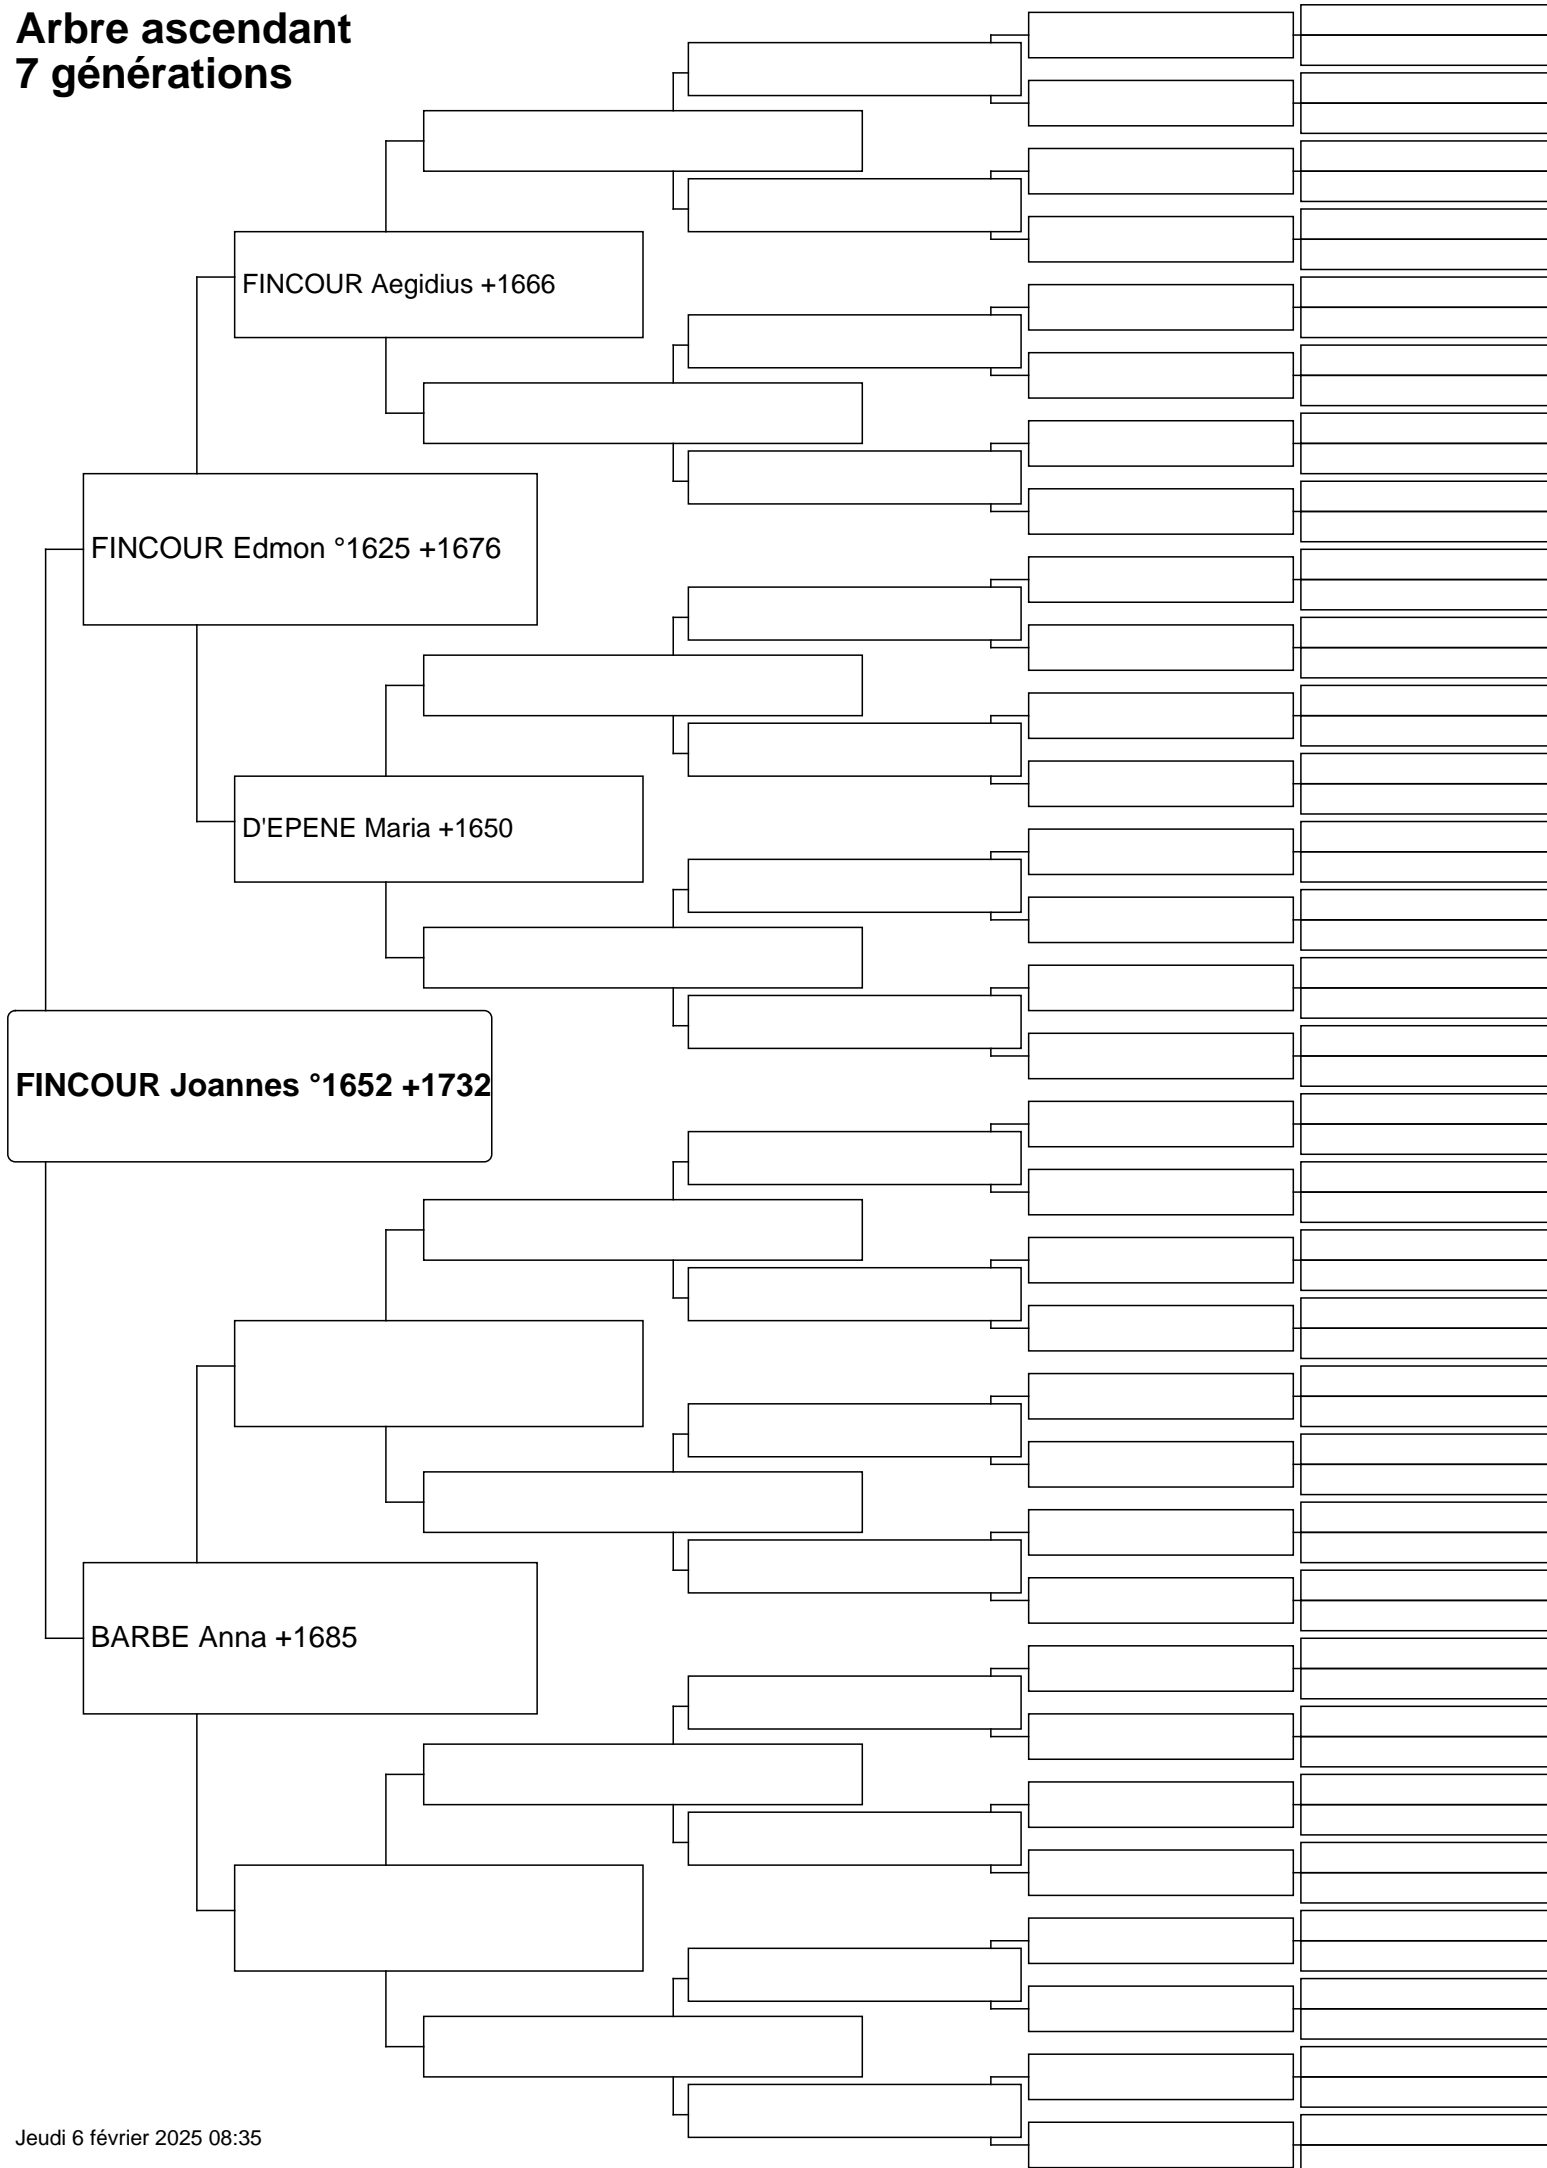 Arbre ascendant
7 générations
FINCOUR Aegidius +1666
FINCOUR Edmon °1625 +1676
D'EPENE Maria +1650
FINCOUR Joannes °1652 +1732
BARBE Anna +1685
Jeudi 6 février 2025 08:35